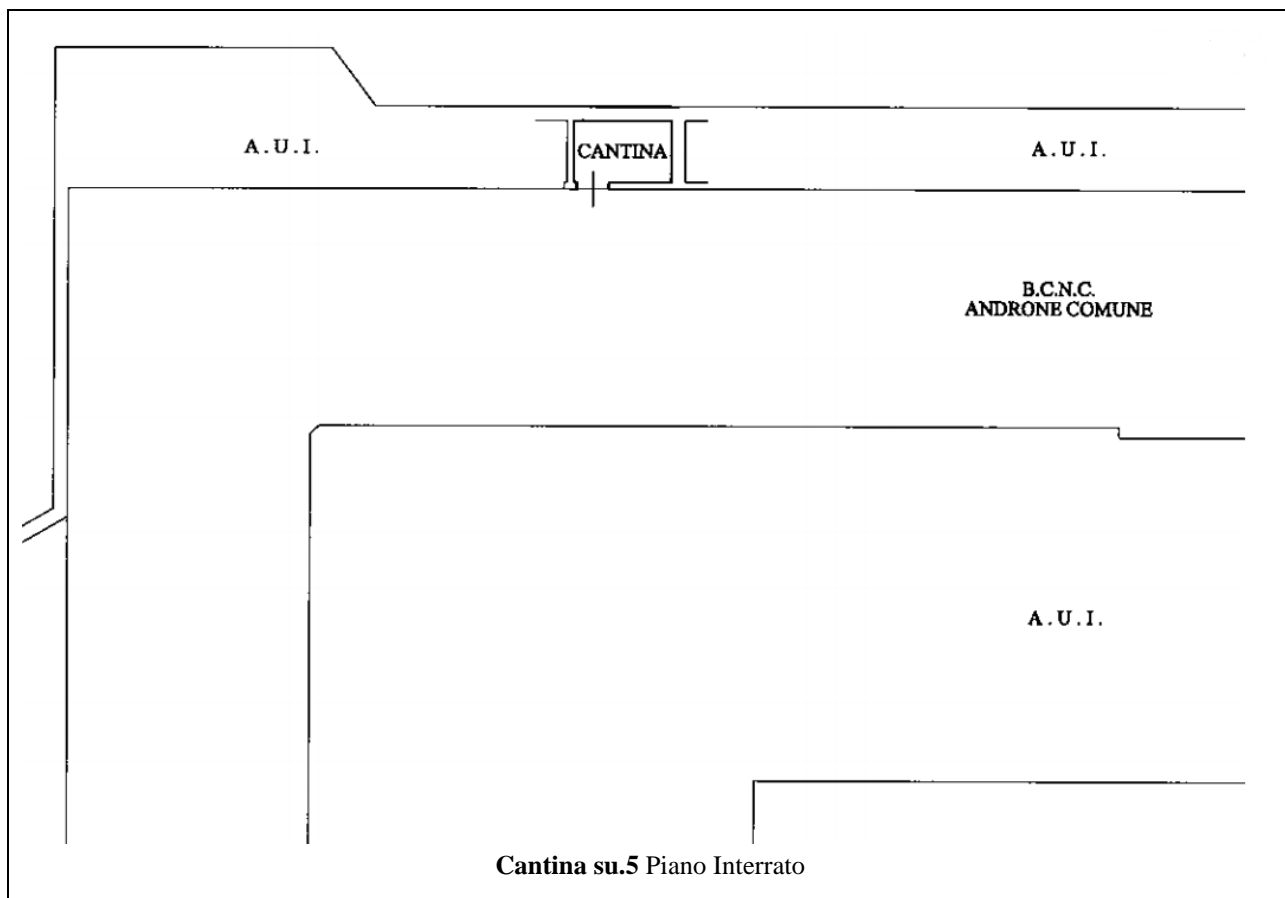 A.U.I.
CANTINA
A.U.I.
B.C.N.C.
ANDRONE COMUNE
A.U.I.
Cantina su.5 Piano Interrato